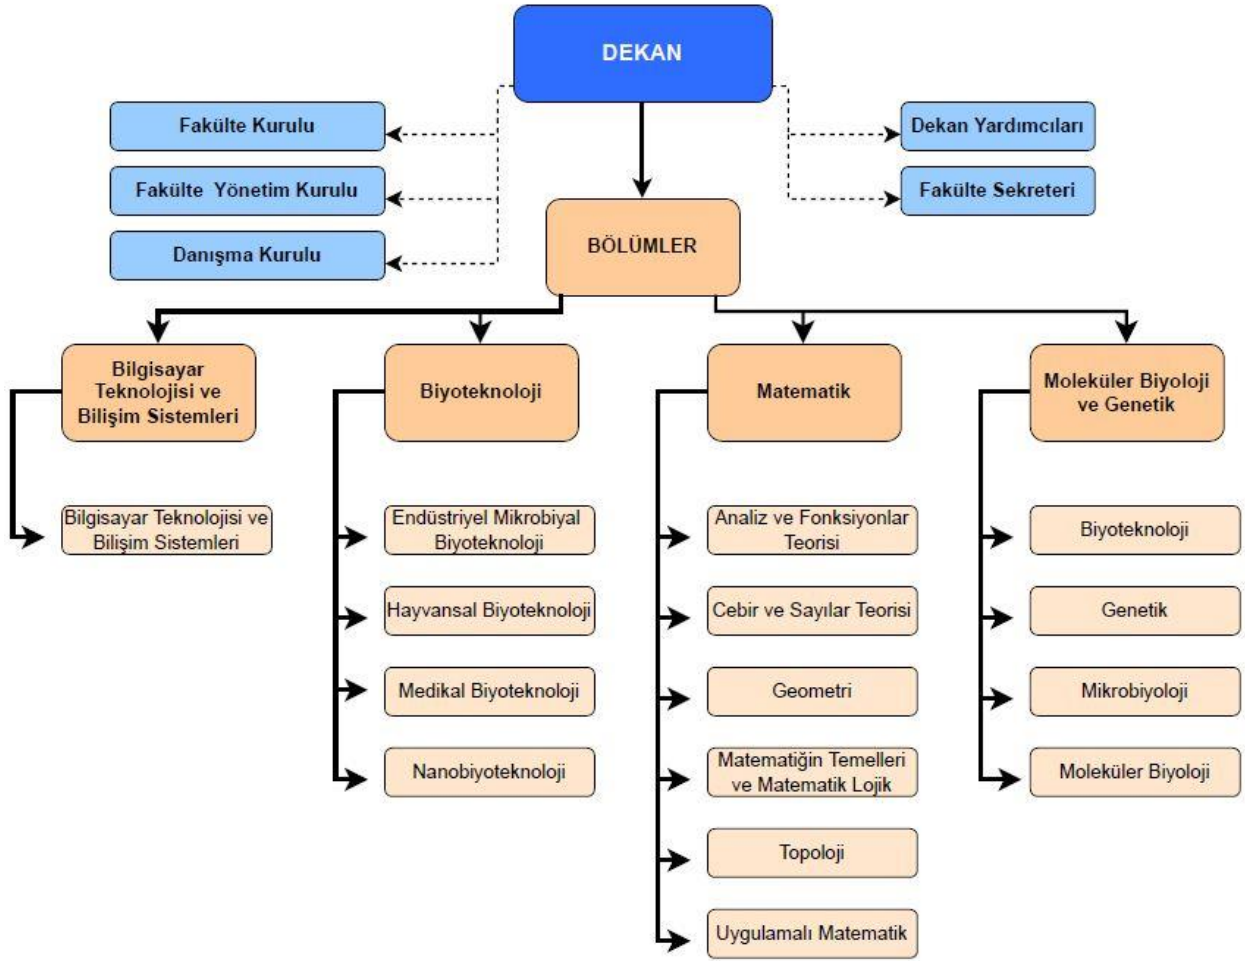 DEKAN
Fakülte Kurulu
Dekan Yardımcıları
Fakülte Yönetim Kurulu
Fakülte Sekreteri
Danışma Kurulu
BÖLÜMLER
Bilgisayar
Teknolojisi ve
Bilişim Sistemleri
Biyoteknoloji
Matematik
Moleküler Biyoloji
ve Genetik
Bilgisayar Teknolojisi ve
Bilişim Sistemleri
Endüstriyel Mikrobiyal
Biyoteknoloji
Hayvansal Biyoteknoloji
Medikal Biyoteknoloji
Nanobiyoteknoloji
Analiz ve Fonksiyonlar
Teorisi
Cebir ve Sayılar Teorisi
Geometri
Matematiğin Temelleri
ve Matematik Lojik
Topoloji
Uygulamalı Matematik
Biyoteknoloji
Genetik
Mikrobiyoloji
Moleküler Biyoloji